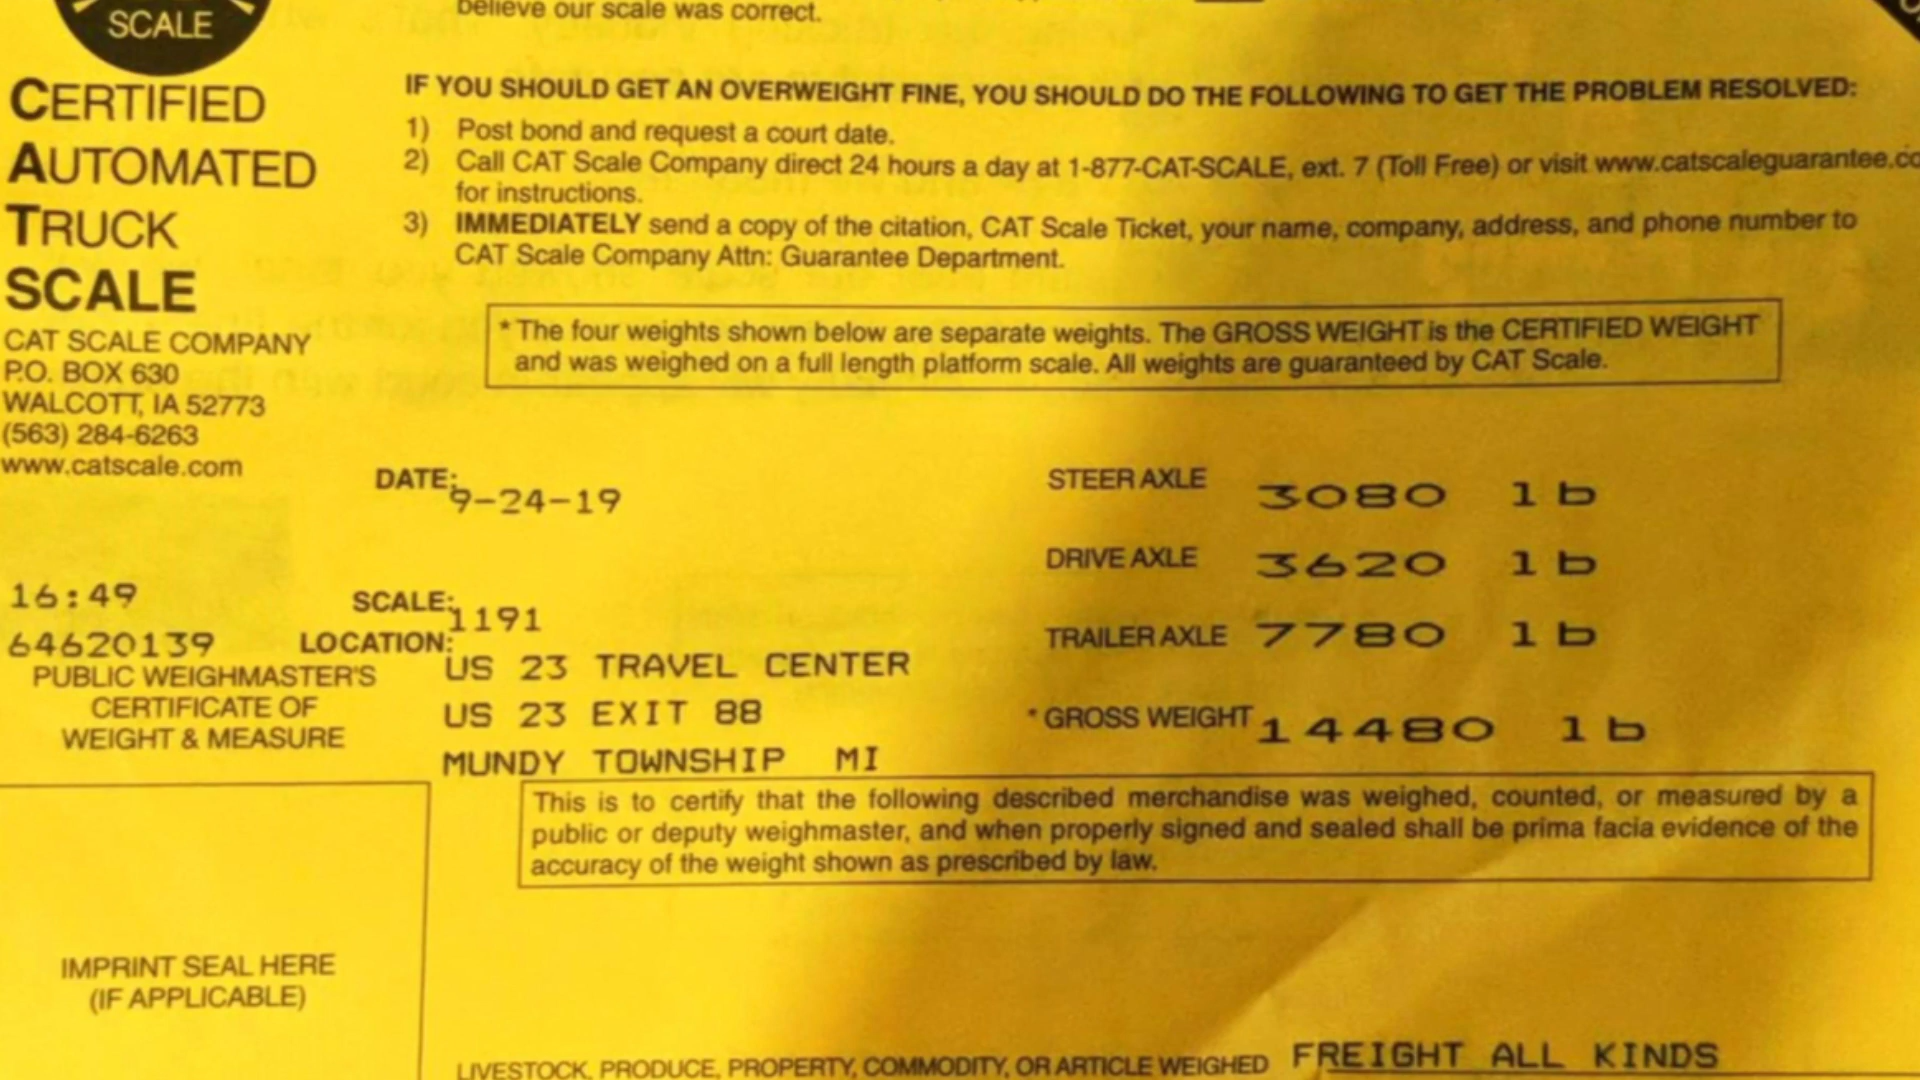 SCALE
believe our scale was correct.
CERTIFIED
AUTOMATED
TRUCK
SCALE
CAT SCALE COMPANY
P.O. BOX 630
WALCOTT, IA 52773
(563) 284-6263
www.catscale.com
IF YOU SHOULD GET AN OVERWEIGHT FINE, YOU SHOULD DO THE FOLLOWING TO GET THE PROBLEM RESOLVED:
1) Post bond and request a court date.
2) Call CAT Scale Company direct 24 hours a day at 1-877-CAT-SCALE, ext. 7 (Toll Free) or visit www.catscaleguarantee.co
for instructions.
3) IMMEDIATELY send a copy of the citation, CAT Scale Ticket, your name, company, address, and phone number to
CAT Scale Company Attn: Guarantee Department.
* The four weights shown below are separate weights. The GROSS WEIGHT is the CERTIFIED WEIGHT
and was weighed on a full length platform scale. All weights are guaranteed by CAT Scale.
DATE: 9-24-19
STEER AXLE 3080 lb
DRIVE AXLE 3620 lb
16:49 SCALE: 1191
TRAILER AXLE 7780 lb
64620139 LOCATION:
PUBLIC WEIGHMASTER'S
CERTIFICATE OF
WEIGHT & MEASURE
US 23 TRAVEL CENTER
US 23 EXIT 88
MUNDY TOWNSHIP MI
* GROSS WEIGHT 14480 lb
This is to certify that the following described merchandise was weighed, counted, or measured by a
public or deputy weighmaster, and when properly signed and sealed shall be prima facia evidence of the
accuracy of the weight shown as prescribed by law.
IMPRINT SEAL HERE
(IF APPLICABLE)
LIVESTOCK, PRODUCE, PROPERTY, COMMODITY, OR ARTICLE WEIGHED FREIGHT ALL KINDS